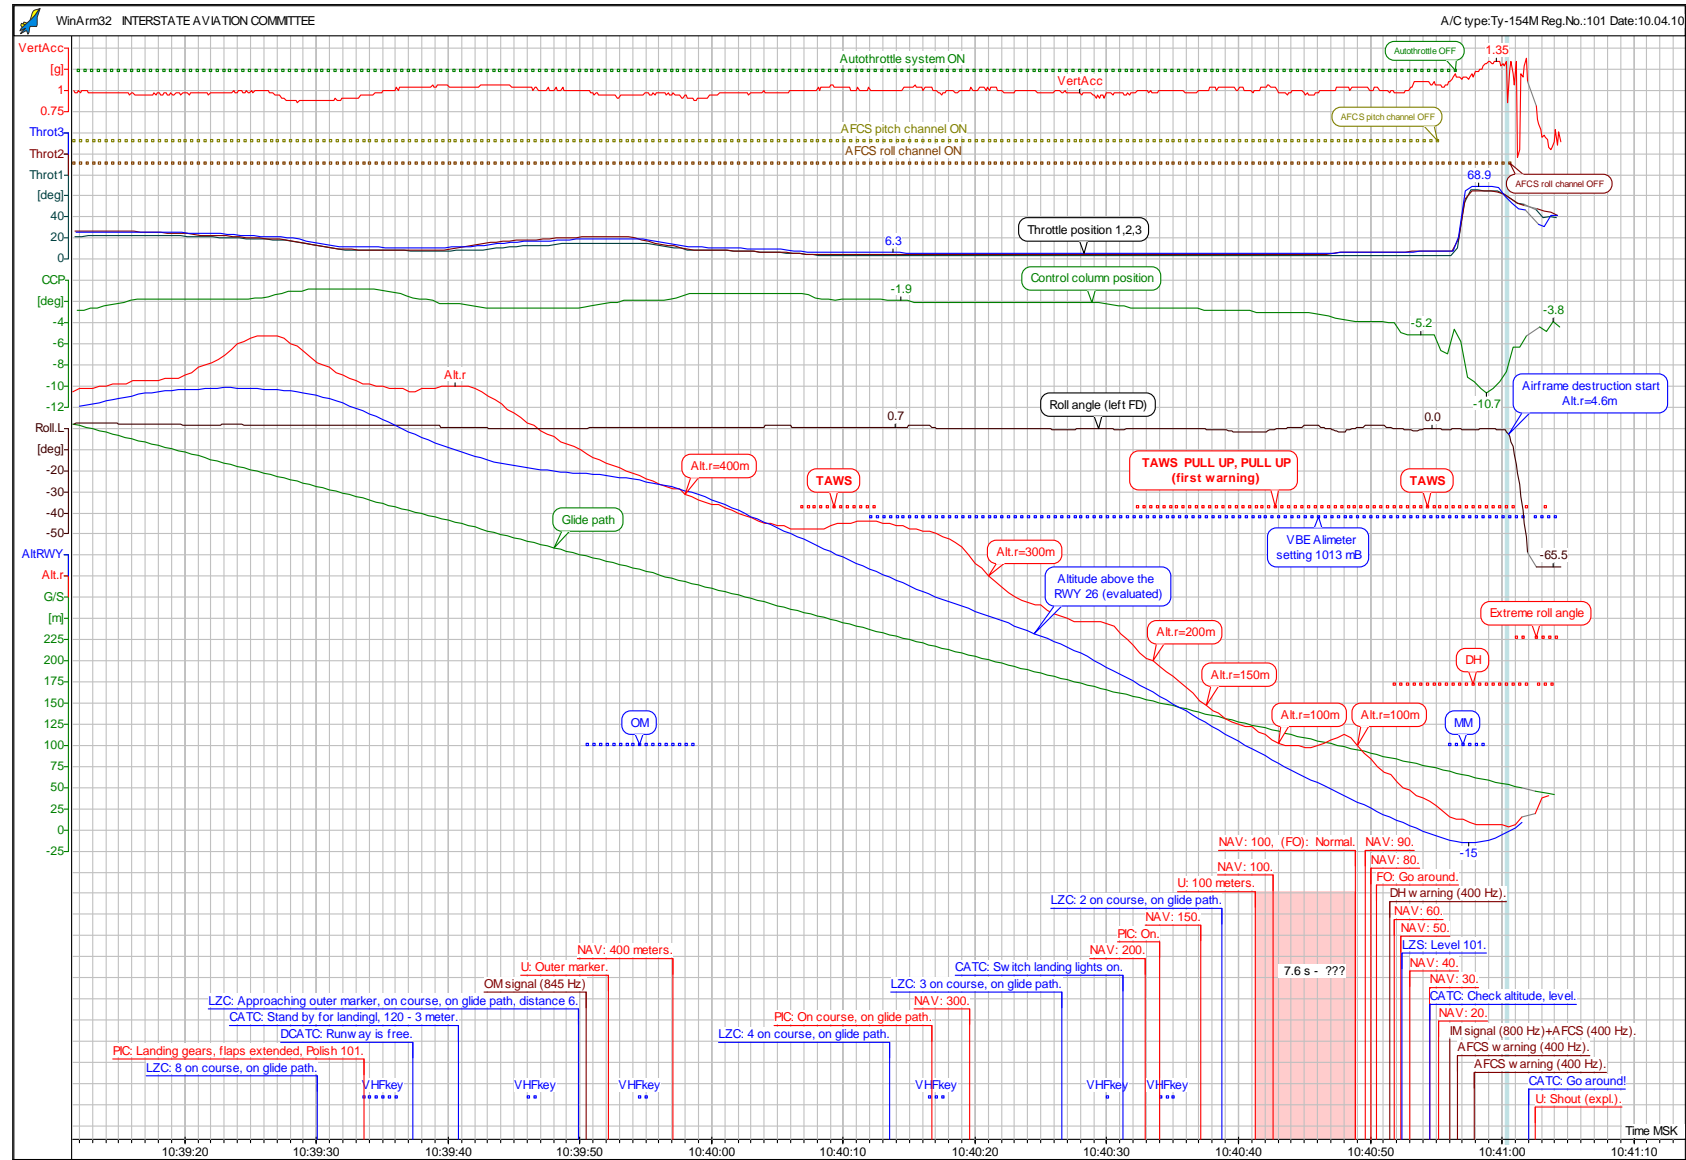 WinArm32 INTERSTATE AVIATION COMMITTEE
A/C type:Ty-154M Reg.No.:101 Date:10.04.10
VertAcc
[g]
1
0.75
Autothrottle system ON
Autothrottle OFF
1.35
VertAcc
Throt3
Throt2
Throt1
[deg]
40
20
0
AFCS pitch channel ON
AFCS pitch channel OFF
AFCS roll channel ON
AFCS roll channel OFF
68.9
6.3
Throttle position 1,2,3
CCP
[deg]
-4
-6
-8
-10
-12
-1.9
Control column position
-5.2
-3.8
-10.7
Alt.r
Airframe destruction start
Alt.r=4.6m
Roll.L
[deg]
-20
-30
-40
-50
0.7
Roll angle (left FD)
0.0
Alt.r=400m
TAWS
TAWS PULL UP, PULL UP
(first warning)
TAWS
Glide path
VBE Alimeter
setting 1013 mB
-65.5
AltRWY
Alt.r
G/S
[m]
225
200
175
150
125
100
75
50
25
0
-25
Alt.r=300m
Altitude above the
RWY 26 (evaluated)
Extreme roll angle
Alt.r=200m
DH
Alt.r=150m
OM
Alt.r=100m
Alt.r=100m
MM
-15
NAV: 100, (FO): Normal.
NAV: 90.
NAV: 100.
NAV: 80.
U: 100 meters.
FO: Go around.
LZC: 2 on course, on glide path.
DH warning (400 Hz).
NAV: 150.
NAV: 60.
PIC: On.
NAV: 50.
NAV: 400 meters.
NAV: 200.
LZS: Level 101.
U: Outer marker.
CATC: Switch landing lights on.
7.6 s - ???
NAV: 40.
OM signal (845 Hz)
LZC: 3 on course, on glide path.
NAV: 30.
LZC: Approaching outer marker, on course, on glide path, distance 6.
NAV: 300.
CATC: Check altitude, level.
CATC: Stand by for landingl, 120 - 3 meter.
PIC: On course, on glide path.
NAV: 20.
DCATC: Runway is free.
LZC: 4 on course, on glide path.
IM signal (800 Hz)+AFCS (400 Hz).
PIC: Landing gears, flaps extended, Polish 101.
AFCS warning (400 Hz).
LZC: 8 on course, on glide path.
AFCS warning (400 Hz).
VHFkey
VHFkey
VHFkey
VHFkey
VHFkey
VHFkey
CATC: Go around!
U: Shout (expl.).
Time MSK
10:39:20
10:39:30
10:39:40
10:39:50
10:40:00
10:40:10
10:40:20
10:40:30
10:40:40
10:40:50
10:41:00
10:41:10